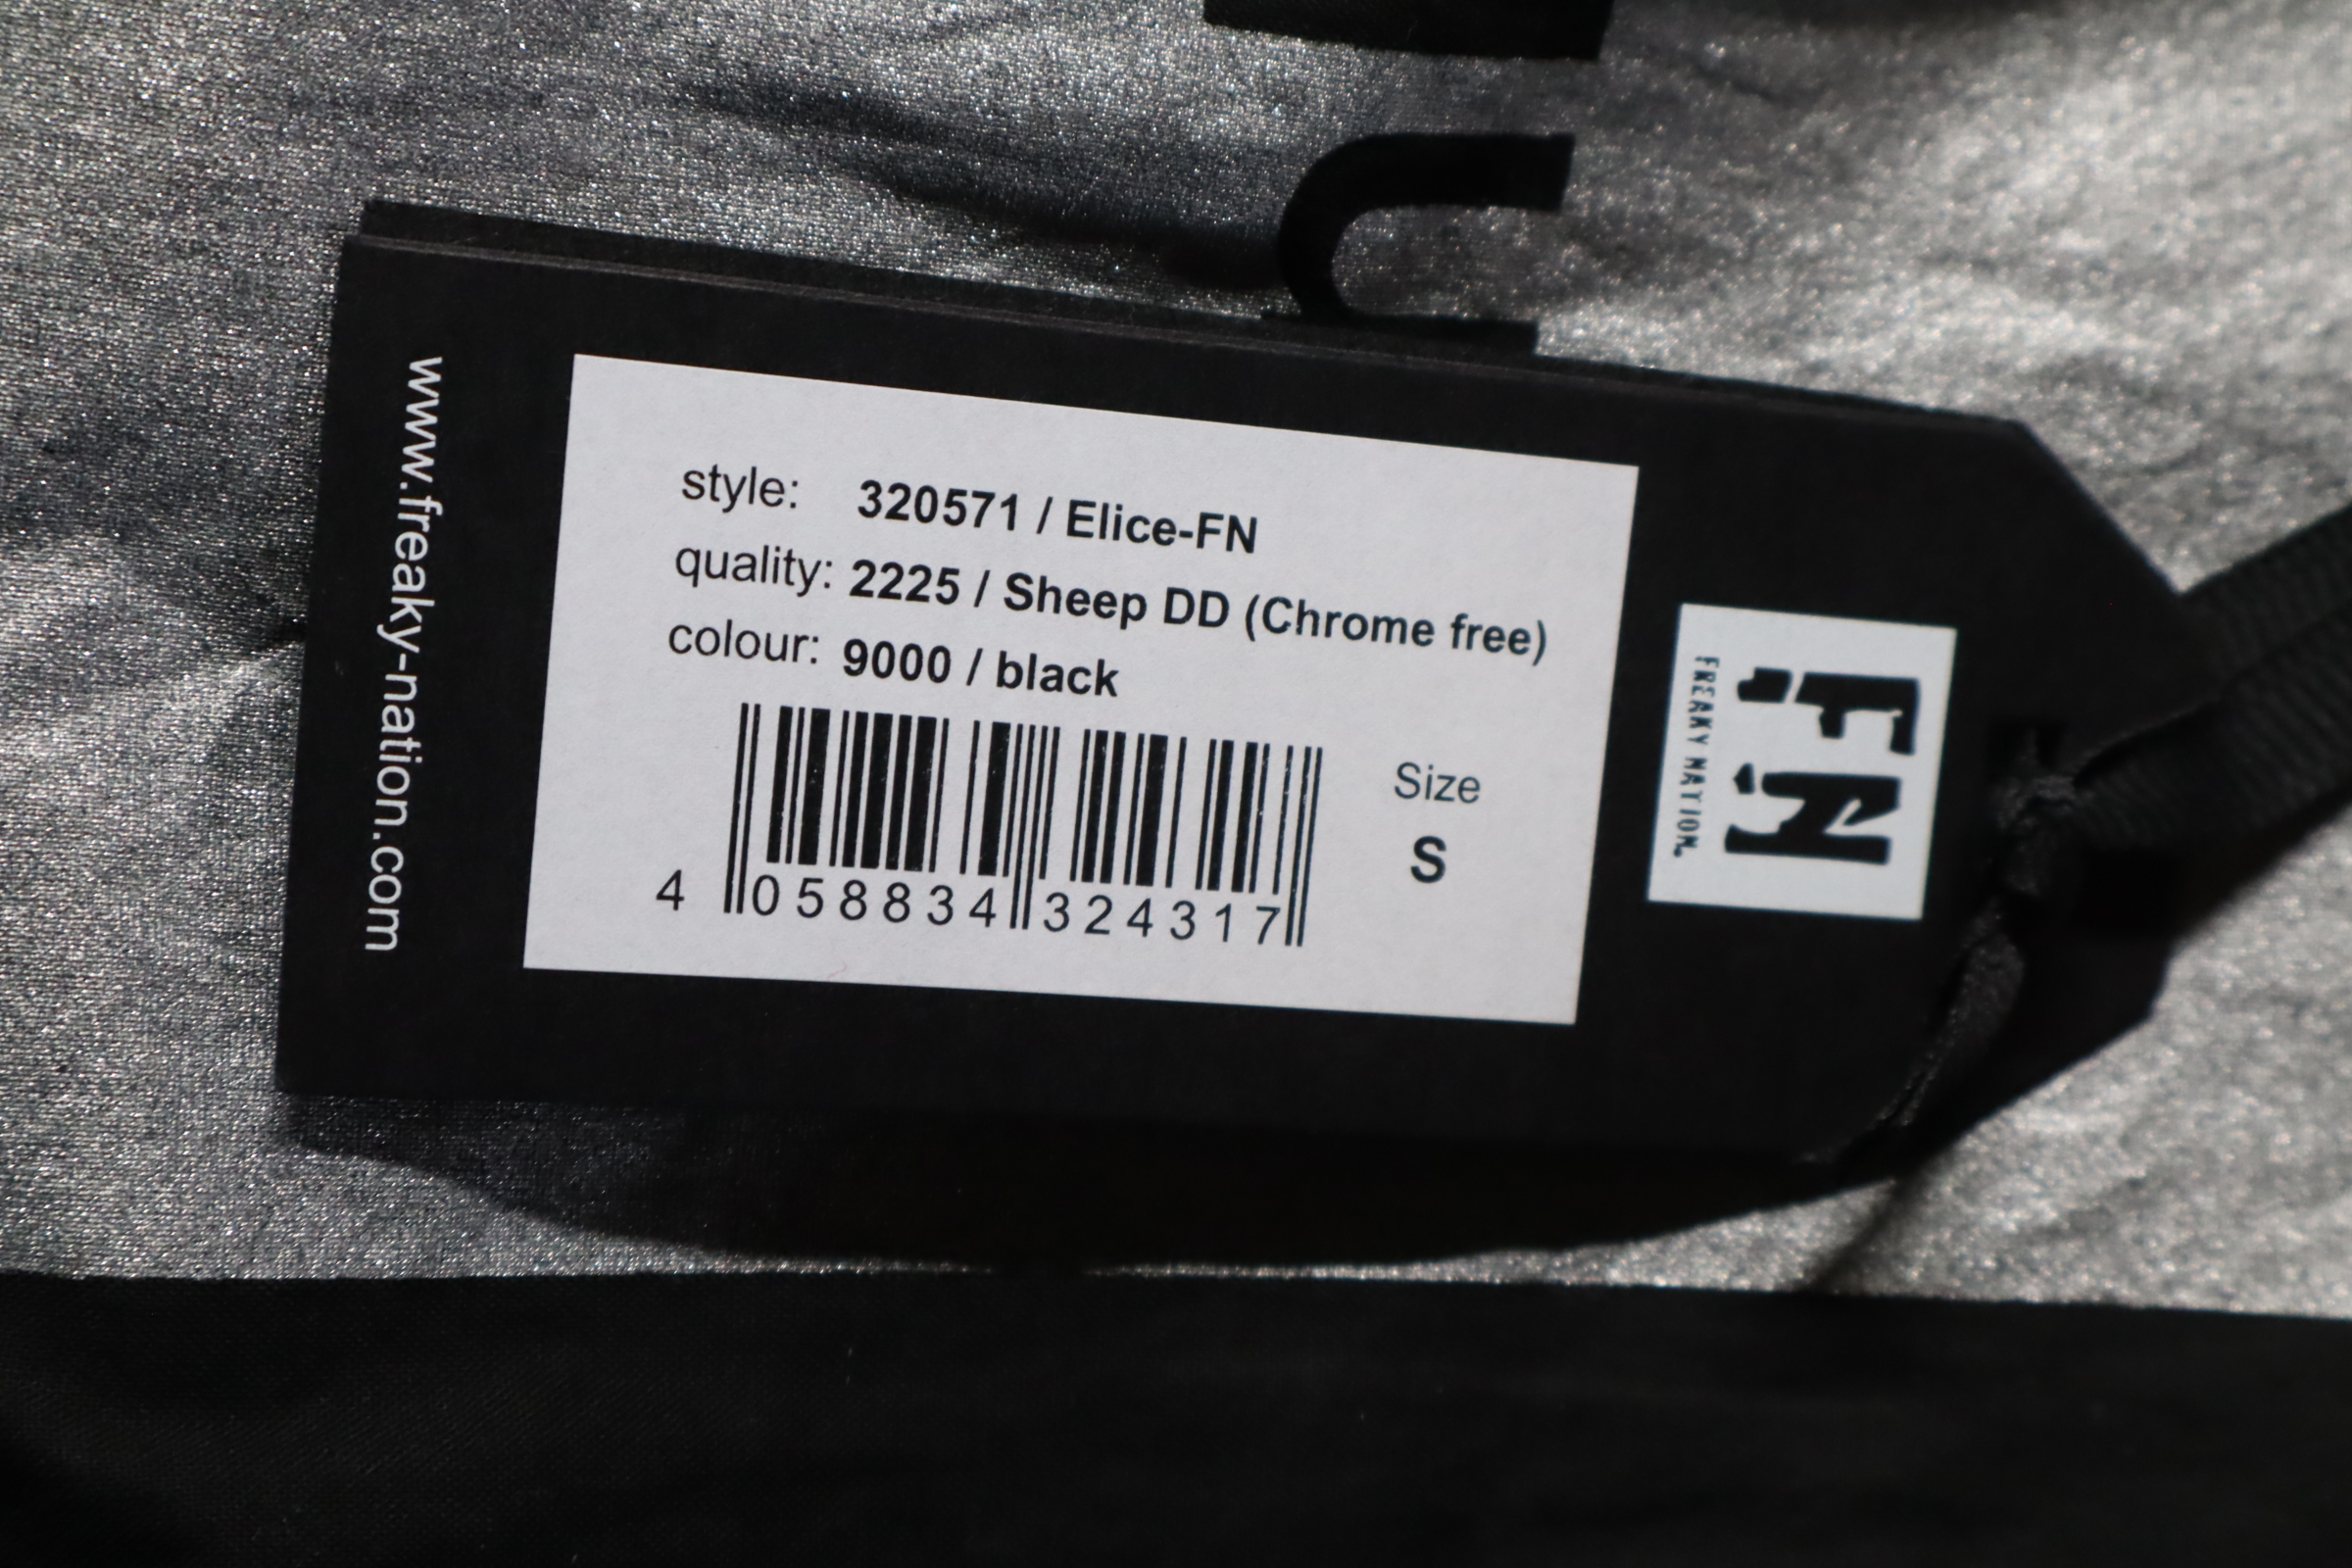 www.freaky-nation.com
style: 320571 / Elice-FN
quality: 2225 / Sheep DD (Chrome free)
colour: 9000 / black
Size
S
4 058834 324317
FN
FREAKY NATION.